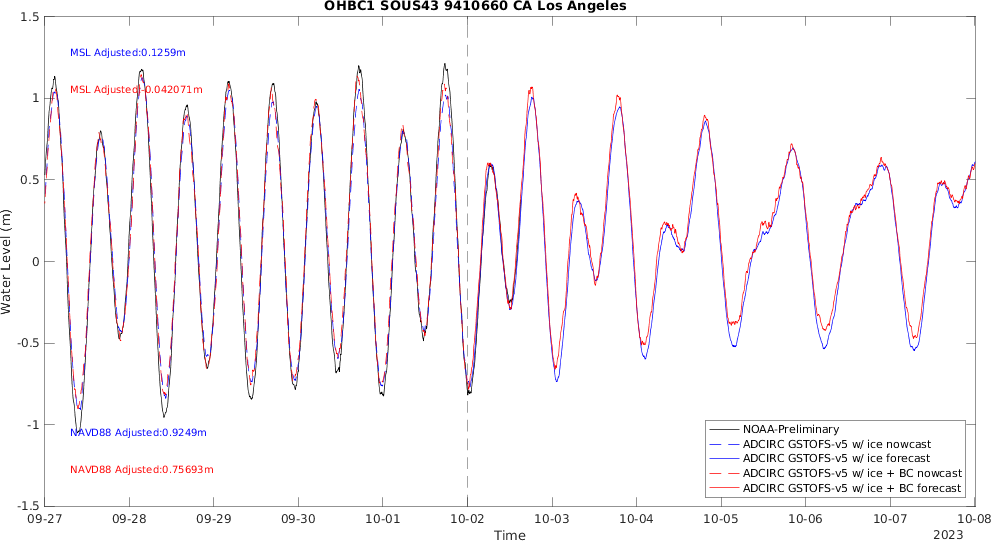 OHBC1 SOUS43 9410660 CA Los Angeles
1.5
1
0.5
0
-0.5
-1
-1.5
Water Level (m)
MSL Adjusted:0.1259m
MSL Adjusted:-0.042071m
NAVD88 Adjusted:0.9249m
NAVD88 Adjusted:0.75693m
NOAA-Preliminary
ADCIRC GSTOFS-v5 w/ ice nowcast
ADCIRC GSTOFS-v5 w/ ice forecast
ADCIRC GSTOFS-v5 w/ ice + BC nowcast
ADCIRC GSTOFS-v5 w/ ice + BC forecast
09-27 09-28 09-29 09-30 10-01 10-02 10-03 10-04 10-05 10-06 10-07 10-08
Time
2023